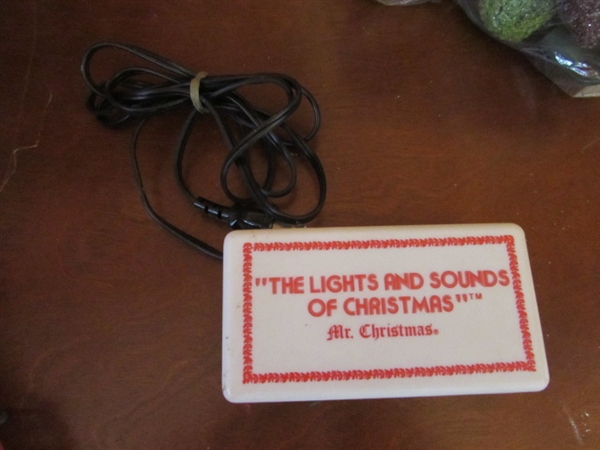 "THE LIGHTS AND SOUNDS
OF CHRISTMAS"™
Mr. Christmas®